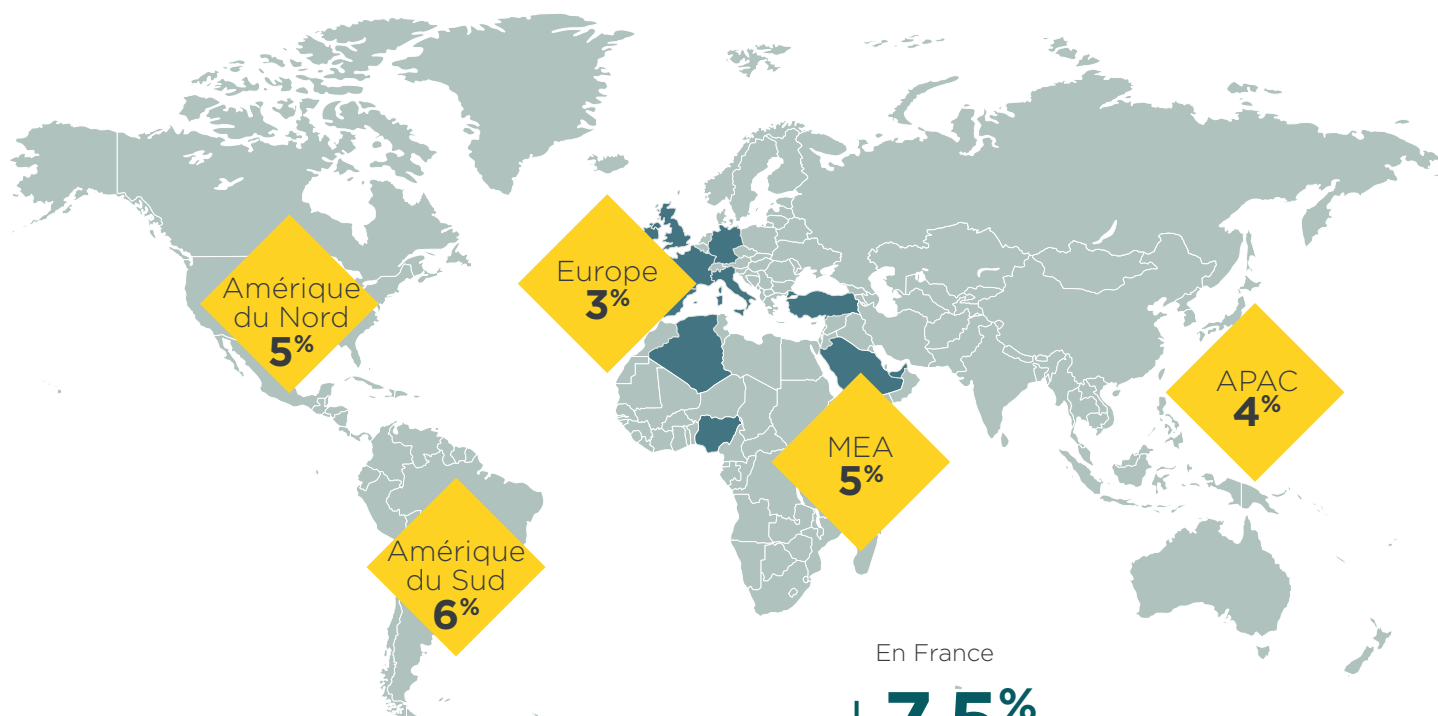 Europe
3%
Amérique
du Nord
5%
APAC
4%
MEA
5%
Amérique
du Sud
6%
En France